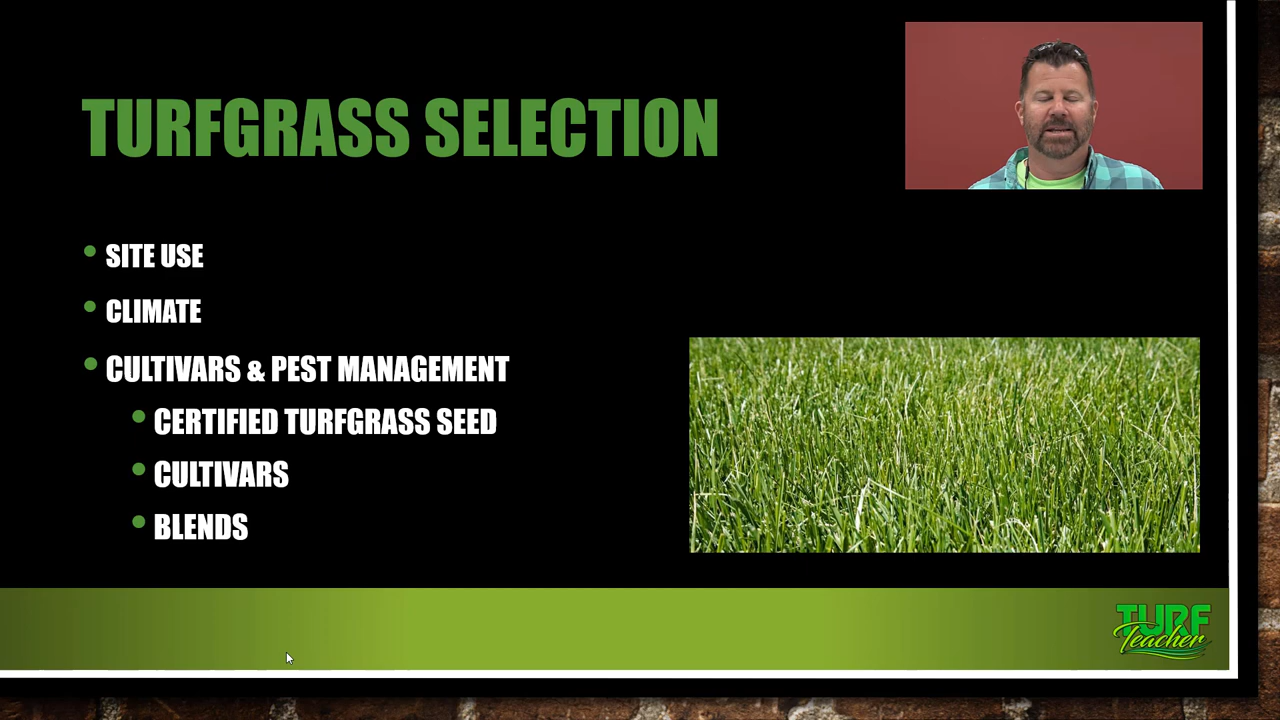 TURFGRASS SELECTION
SITE USE
CLIMATE
CULTIVARS & PEST MANAGEMENT
CERTIFIED TURFGRASS SEED
CULTIVARS
BLENDS
TURF
Teacher